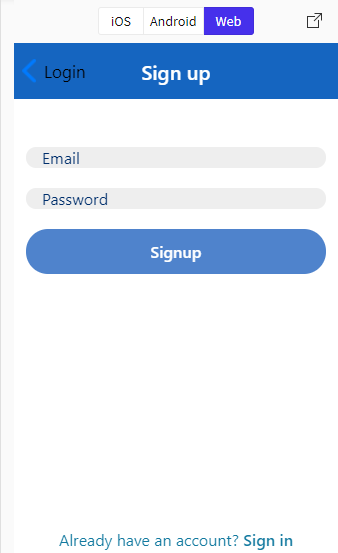 iOS Android Web
Login Sign up
Email
Password
Signup
Already have an account? Sign in